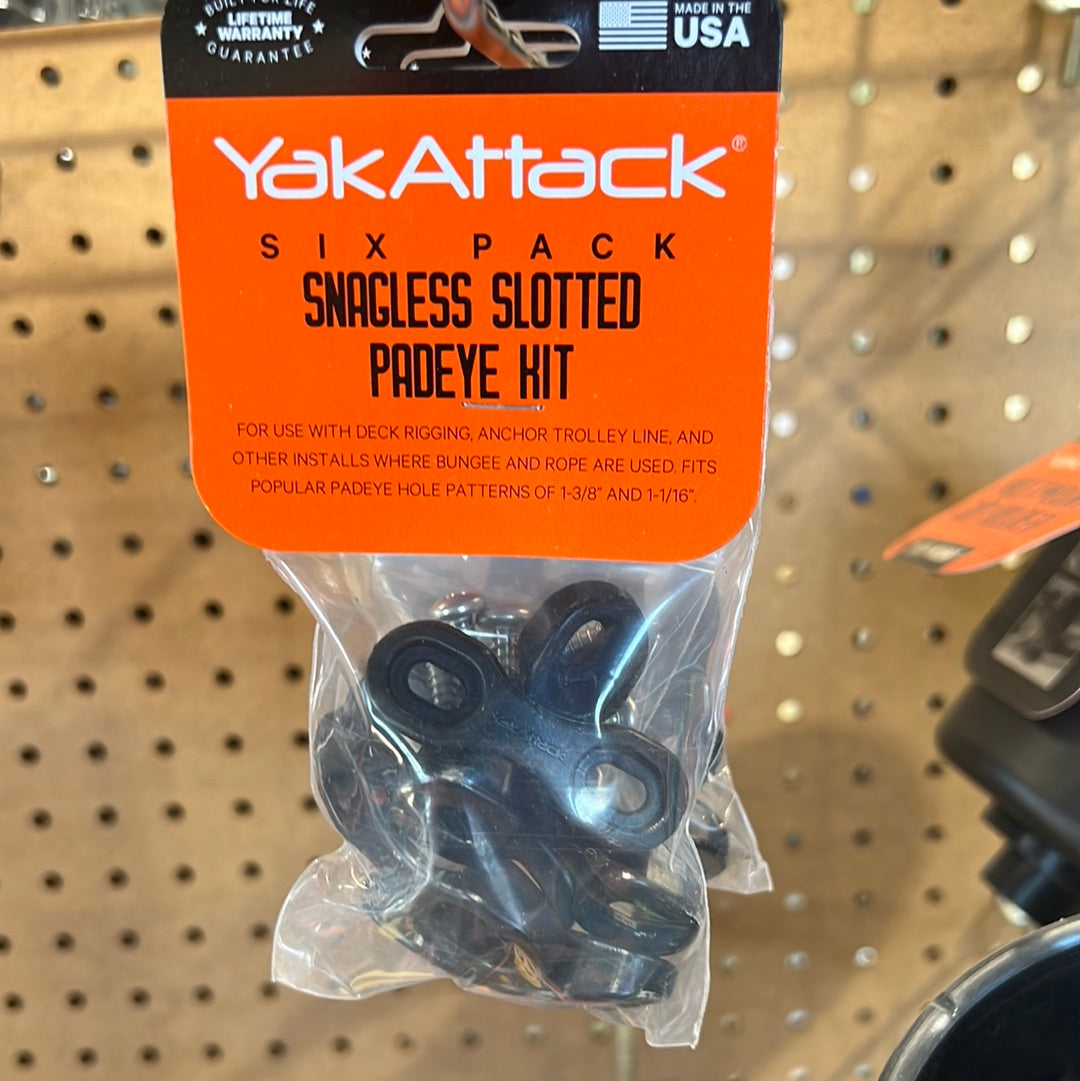 BUILT FOR LIFE
LIFETIME
WARRANTY
GUARANTEE
MADE IN THE
USA
YakAttack®
SIX PACK
SNAGLESS SLOTTED
PADEYE KIT
FOR USE WITH DECK RIGGING, ANCHOR TROLLEY LINE, AND
OTHER INSTALLS WHERE BUNGEE AND ROPE ARE USED. FITS
POPULAR PADEYE HOLE PATTERNS OF 1-3/8" AND 1-1/16".
YAKATTACK